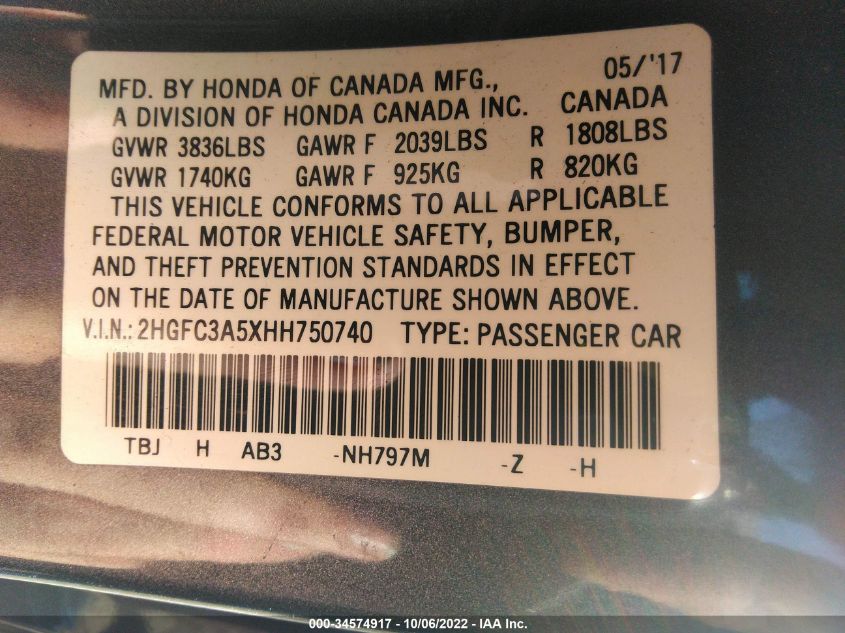 MFD. BY HONDA OF CANADA MFG., 05/'17
A DIVISION OF HONDA CANADA INC. CANADA
GVWR 3836LBS GAWR F 2039LBS R 1808LBS
GVWR 1740KG GAWR F 925KG R 820KG
THIS VEHICLE CONFORMS TO ALL APPLICABLE
FEDERAL MOTOR VEHICLE SAFETY, BUMPER,
AND THEFT PREVENTION STANDARDS IN EFFECT
ON THE DATE OF MANUFACTURE SHOWN ABOVE.
V.I.N.: 2HGFC3A5XHH750740 TYPE: PASSENGER CAR
TBJ H AB3 -NH797M -Z -H
000-34574917 - 10/06/2022 - IAA Inc.